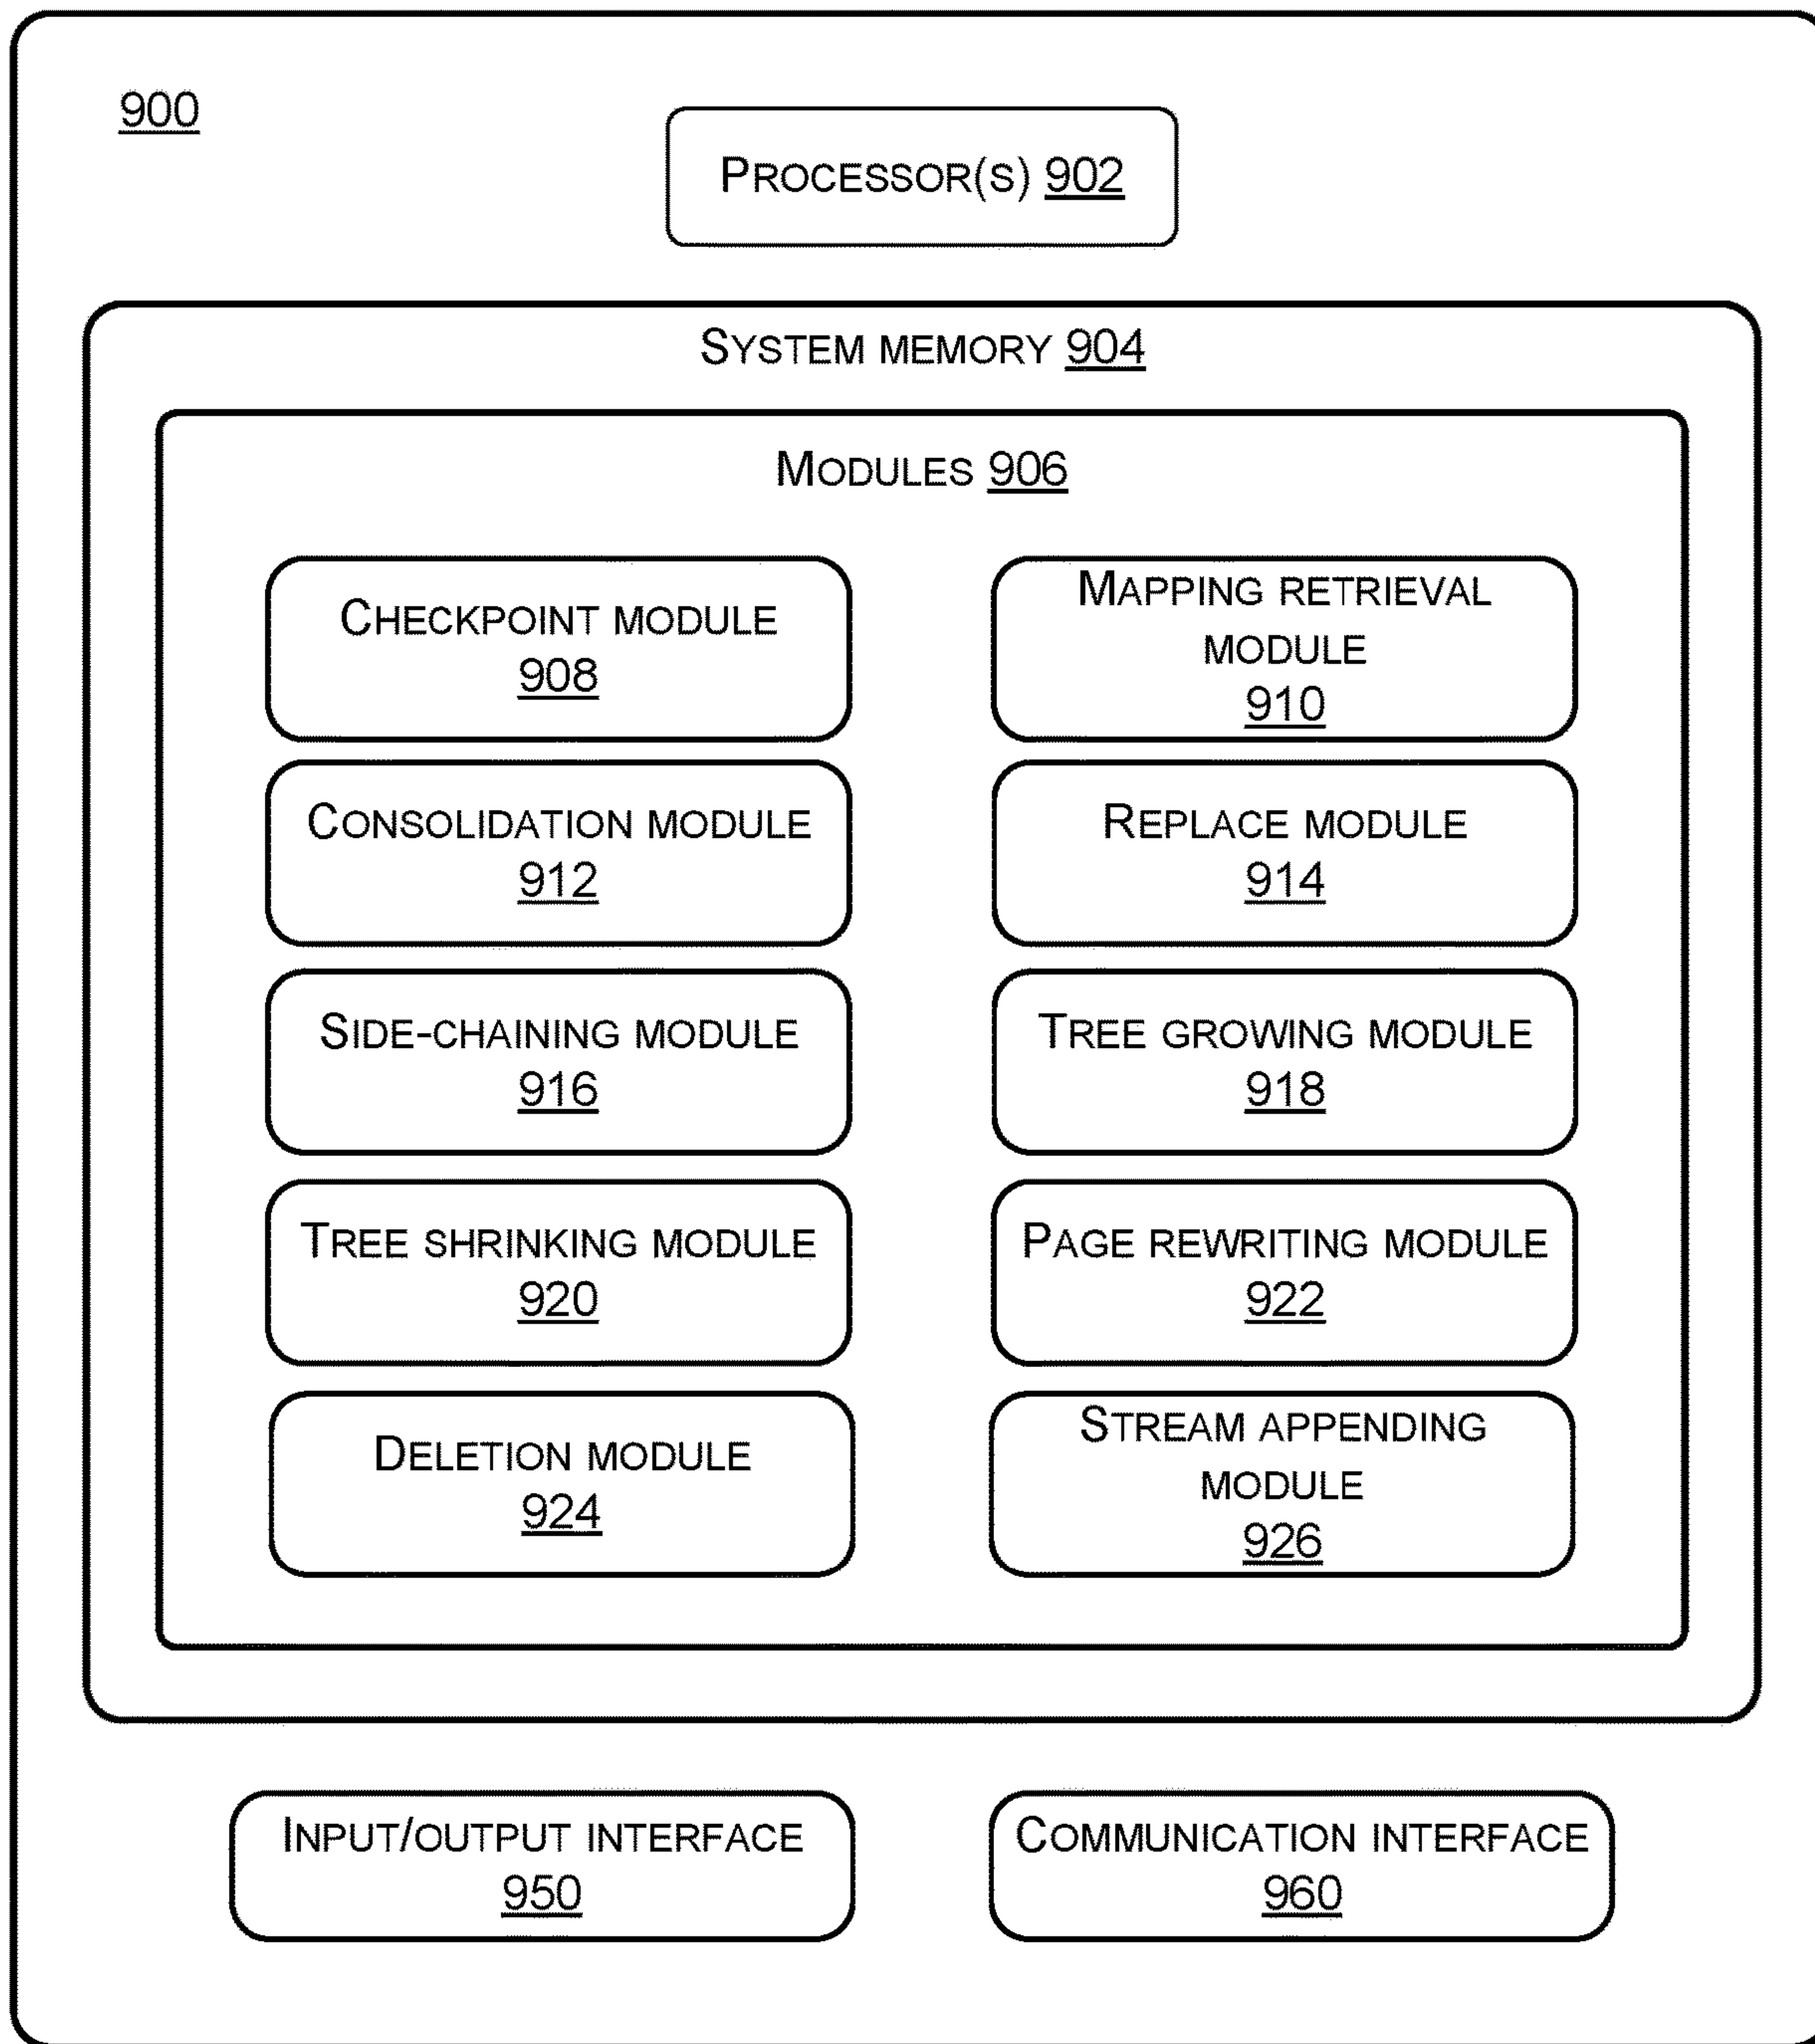 900
PROCESSOR(S) 902
SYSTEM MEMORY 904
MODULES 906
CHECKPOINT MODULE
908
MAPPING RETRIEVAL
MODULE
910
CONSOLIDATION MODULE
912
REPLACE MODULE
914
SIDE-CHAINING MODULE
916
TREE GROWING MODULE
918
TREE SHRINKING MODULE
920
PAGE REWRITING MODULE
922
DELETION MODULE
924
STREAM APPENDING
MODULE
926
INPUT/OUTPUT INTERFACE
950
COMMUNICATION INTERFACE
960